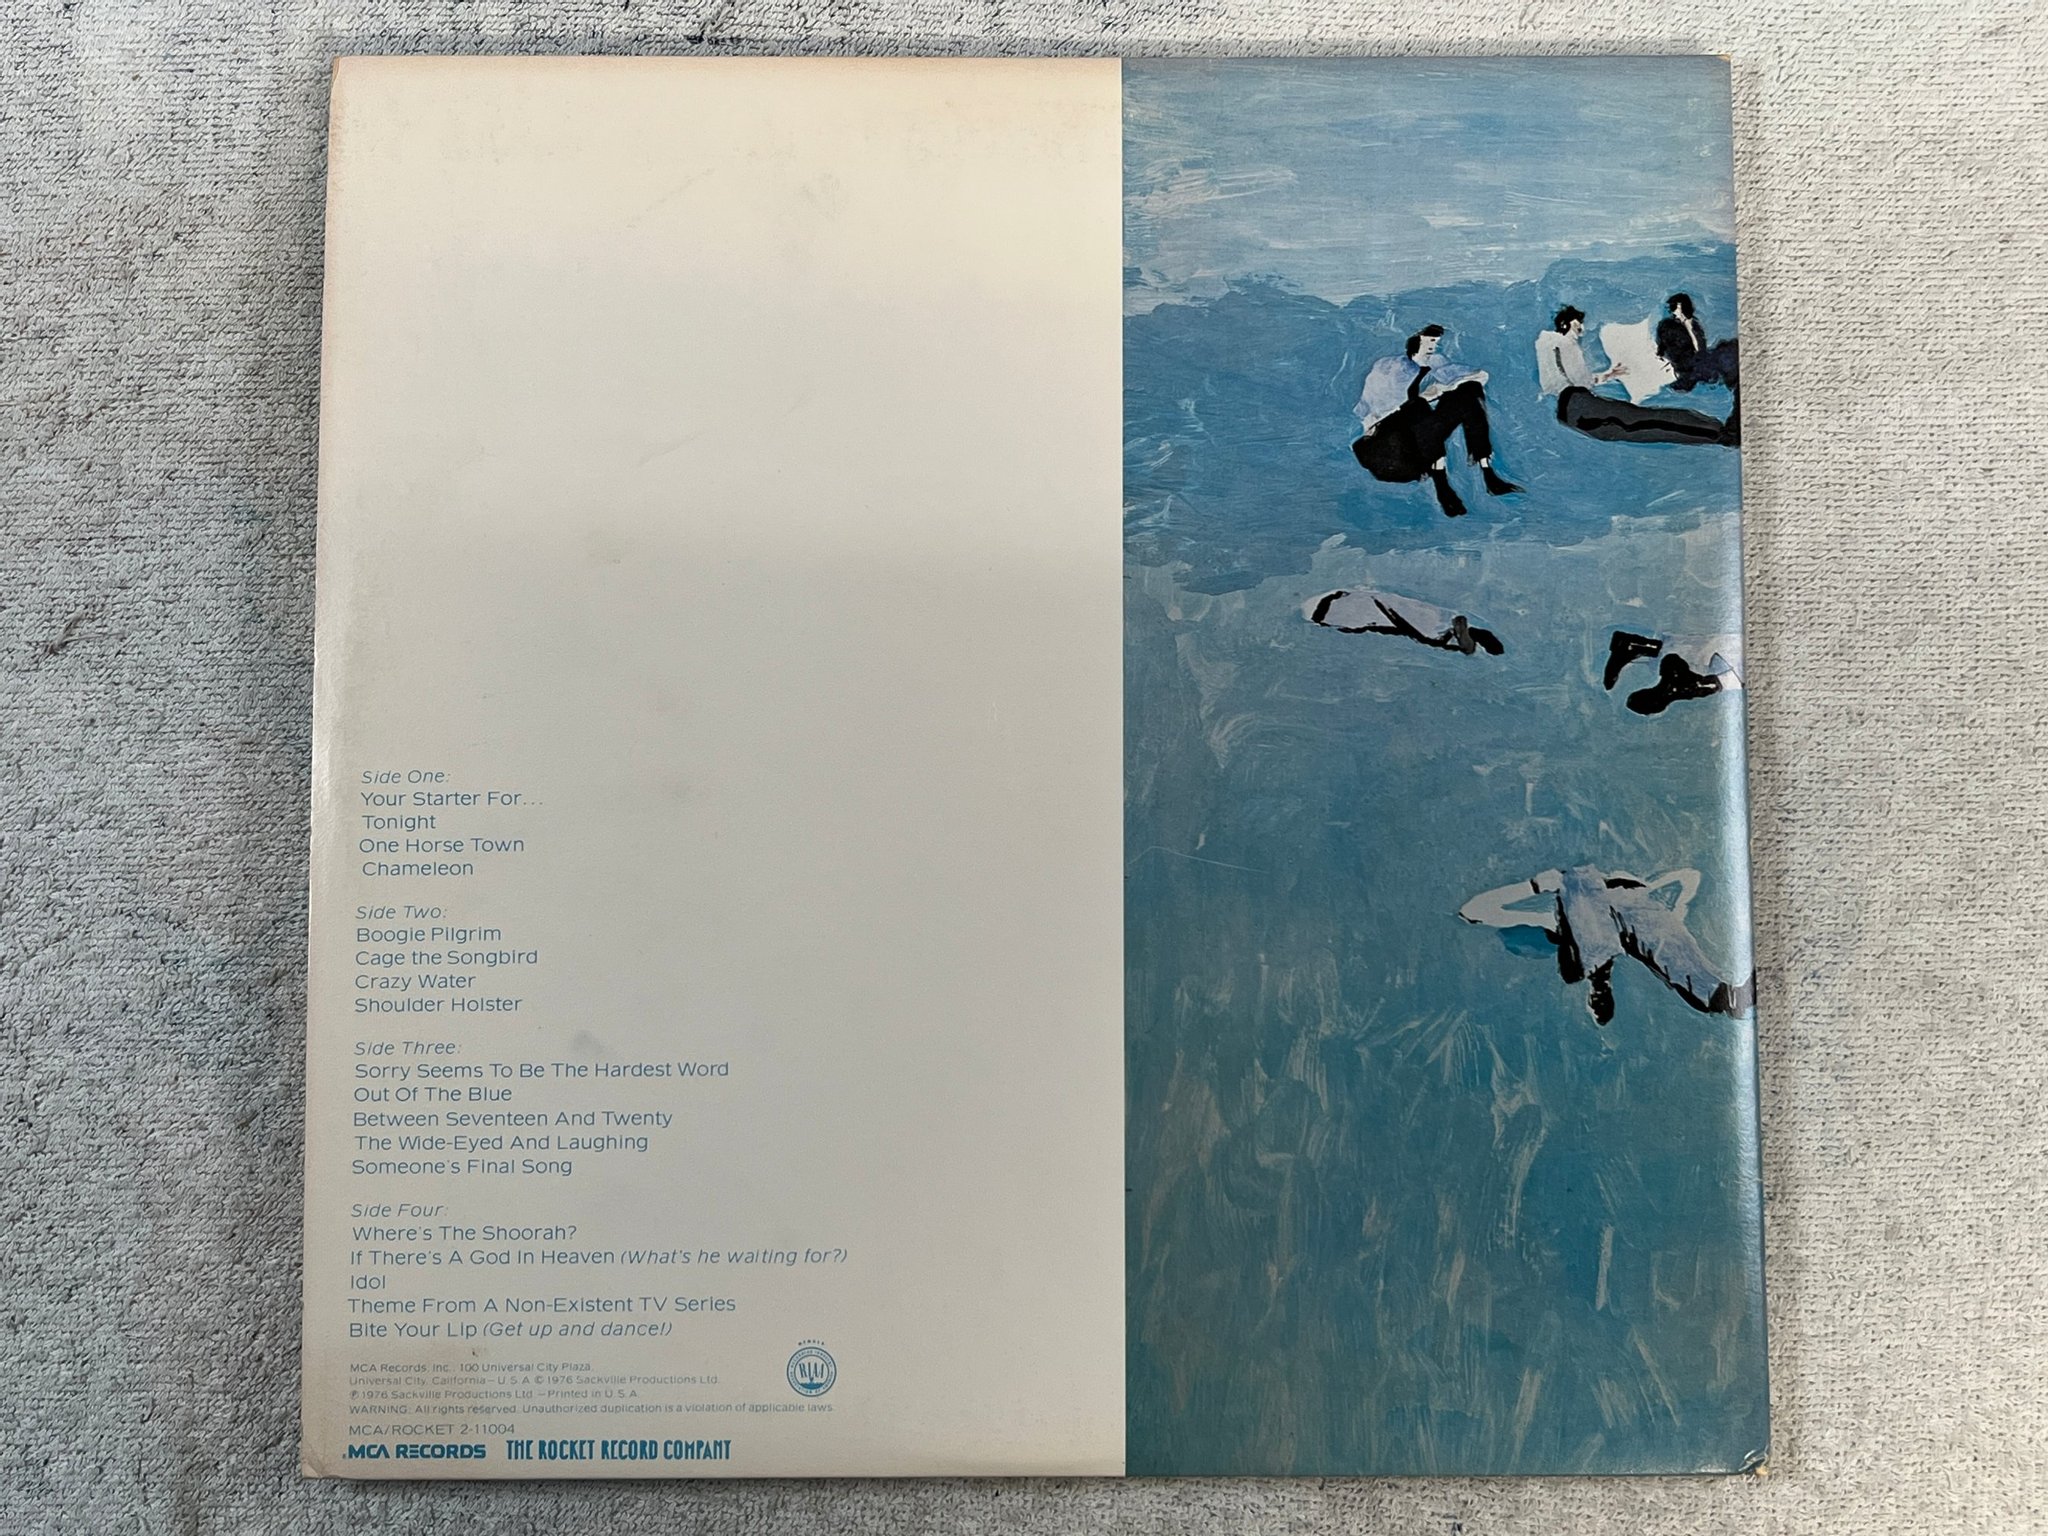 Side One:
Your Starter For...
Tonight
One Horse Town
Chameleon
Side Two:
Boogie Pilgrim
Cage the Songbird
Crazy Water
Shoulder Holster
Side Three:
Sorry Seems To Be The Hardest Word
Out Of The Blue
Between Seventeen And Twenty
The Wide-Eyed And Laughing
Someone's Final Song
Side Four:
Where's The Shoorah?
If There's A God In Heaven (What's he waiting for?)
Idol
Theme From A Non-Existent TV Series
Bite Your Lip (Get up and dance!)
MCA Records, Inc., 100 Universal City Plaza,
Universal City, California – U.S.A. © 1976 Sackville Productions Ltd.
℗ 1976 Sackville Productions Ltd. – Printed in U.S.A.
WARNING: All rights reserved. Unauthorized duplication is a violation of applicable laws.
MCA/ROCKET 2-11004
MCA RECORDS THE ROCKET RECORD COMPANY
RIAA